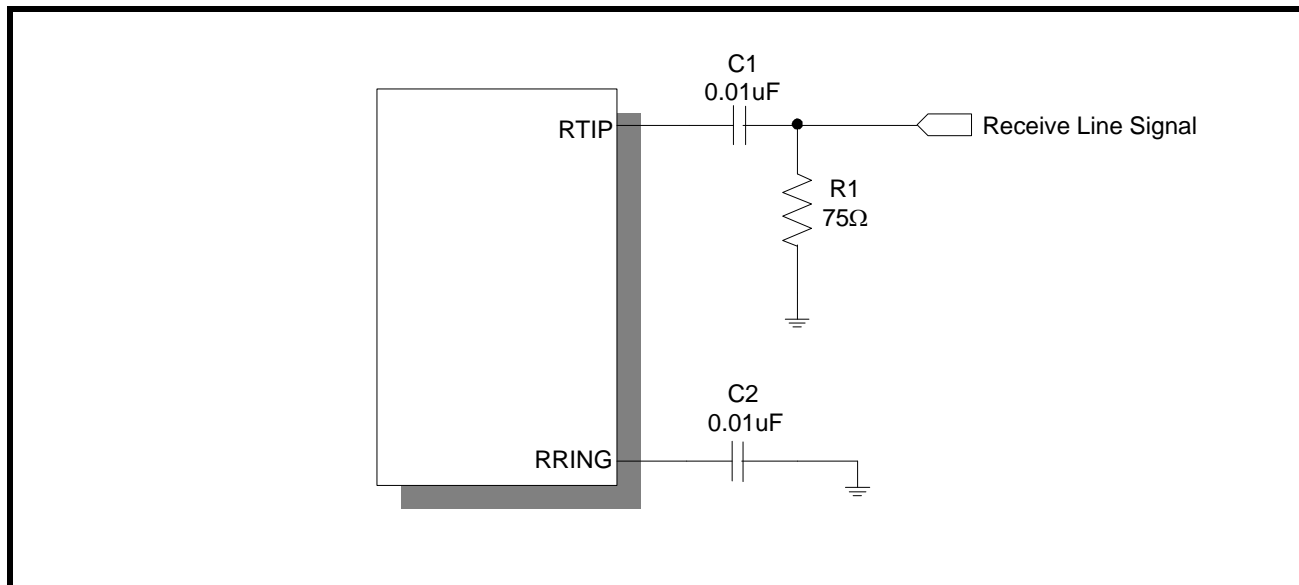 C1
0.01uF
RTIP
Receive Line Signal
R1
75Ω
C2
0.01uF
RRING